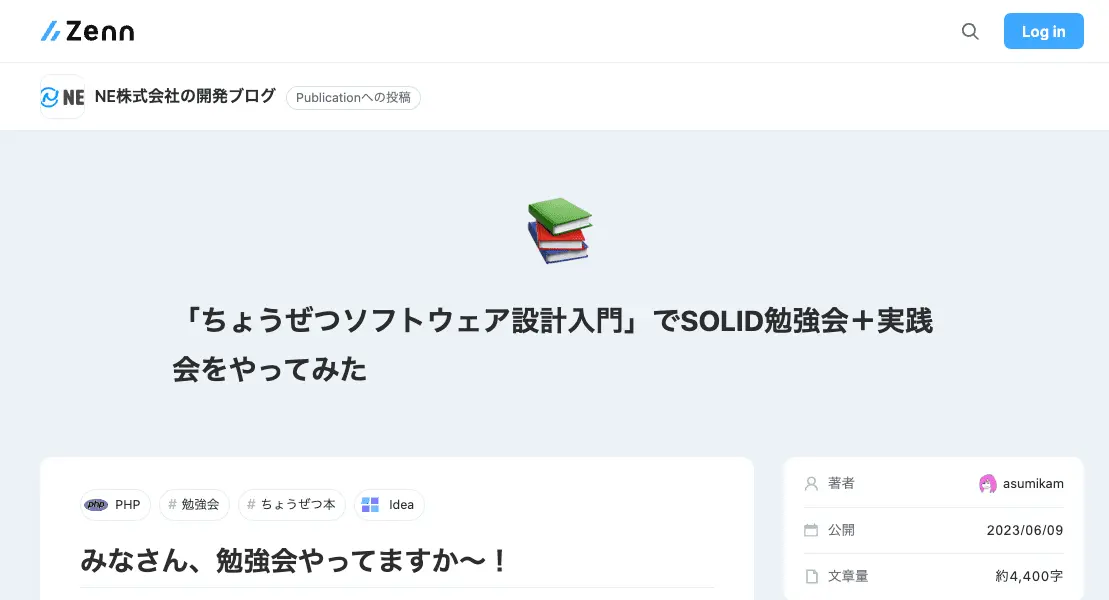 Zenn
Log in
NE
NE株式会社の開発ブログ
Publicationへの投稿
「ちょうぜつソフトウェア設計入門」でSOLID勉強会＋実践
会をやってみた
php PHP
# 勉強会
# ちょうぜつ本
Idea
みなさん、勉強会やってますか〜！
著者
asumikam
公開
2023/06/09
文章量
約4,400字